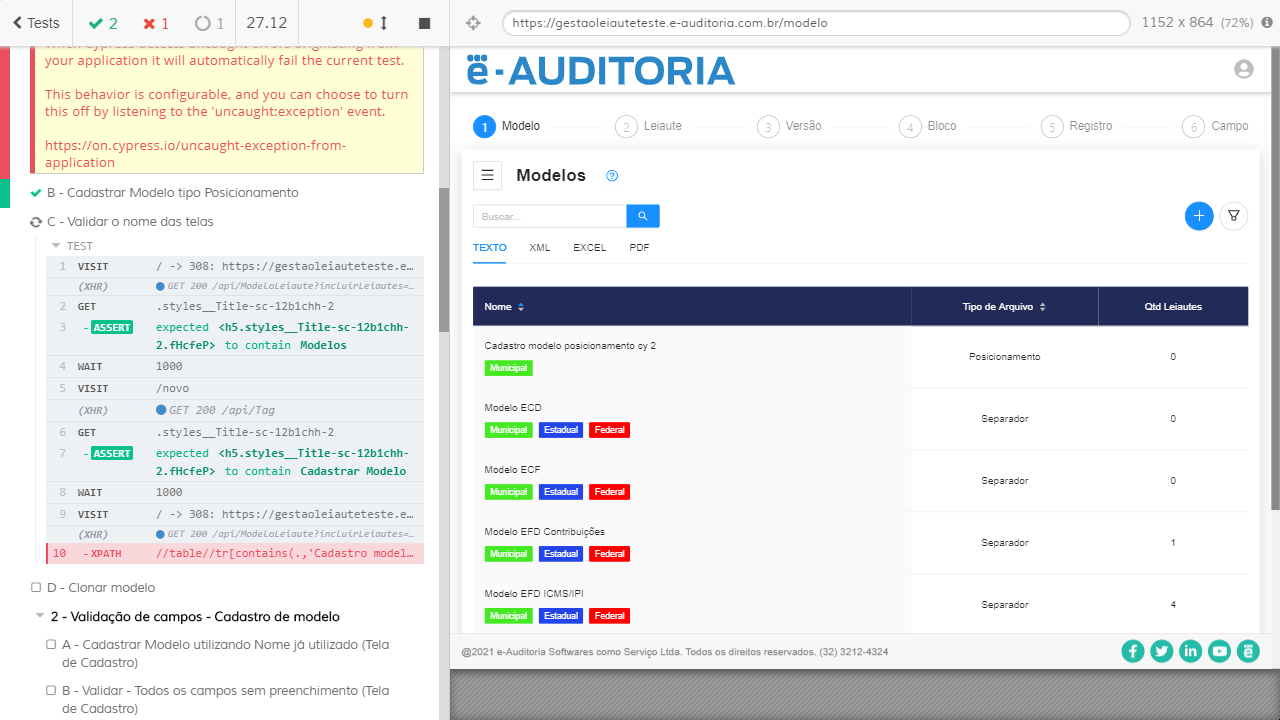 Tests
2
1
1
27.12
https://gestaoleiauteteste.e-auditoria.com.br/modelo
1152 x 864 (72%)
your application it will automatically fail the current test.
This behavior is configurable, and you can choose to turn
this off by listening to the 'uncaught:exception' event.
https://on.cypress.io/uncaught-exception-from-
application
B - Cadastrar Modelo tipo Posicionamento
C - Validar o nome das telas
TEST
1 VISIT / -> 308: https://gestaoleiauteteste.e…
(XHR) GET 200 /api/ModeloLeiaute?incluirLeiautes=…
2 GET .styles__Title-sc-12b1chh-2
3 -ASSERT expected <h5.styles__Title-sc-12b1chh-
2.fHcfeP> to contain Modelos
4 WAIT 1000
5 VISIT /novo
(XHR) GET 200 /api/Tag
6 GET .styles__Title-sc-12b1chh-2
7 -ASSERT expected <h5.styles__Title-sc-12b1chh-
2.fHcfeP> to contain Cadastrar Modelo
8 WAIT 1000
9 VISIT / -> 308: https://gestaoleiauteteste.e…
(XHR) GET 200 /api/ModeloLeiaute?incluirLeiautes=…
10 -XPATH //table//tr[contains(.,'Cadastro model…
D - Clonar modelo
2 - Validação de campos - Cadastro de modelo
A - Cadastrar Modelo utilizando Nome já utilizado (Tela
de Cadastro)
B - Validar - Todos os campos sem preenchimento (Tela
de Cadastro)
ë-AUDITORIA
1 Modelo
2 Leiaute
3 Versão
4 Bloco
5 Registro
6 Campo
Modelos
Buscar...
TEXTO XML EXCEL PDF
Nome Tipo de Arquivo Qtd Leiautes
Cadastro modelo posicionamento cy 2
Municipal
Posicionamento 0
Modelo ECD
Municipal Estadual Federal
Separador 0
Modelo ECF
Municipal Estadual Federal
Separador 0
Modelo EFD Contribuições
Municipal Estadual Federal
Separador 1
Modelo EFD ICMS/IPI
Municipal Estadual Federal
Separador 4
@2021 e-Auditoria Softwares como Serviço Ltda. Todos os direitos reservados. (32) 3212-4324